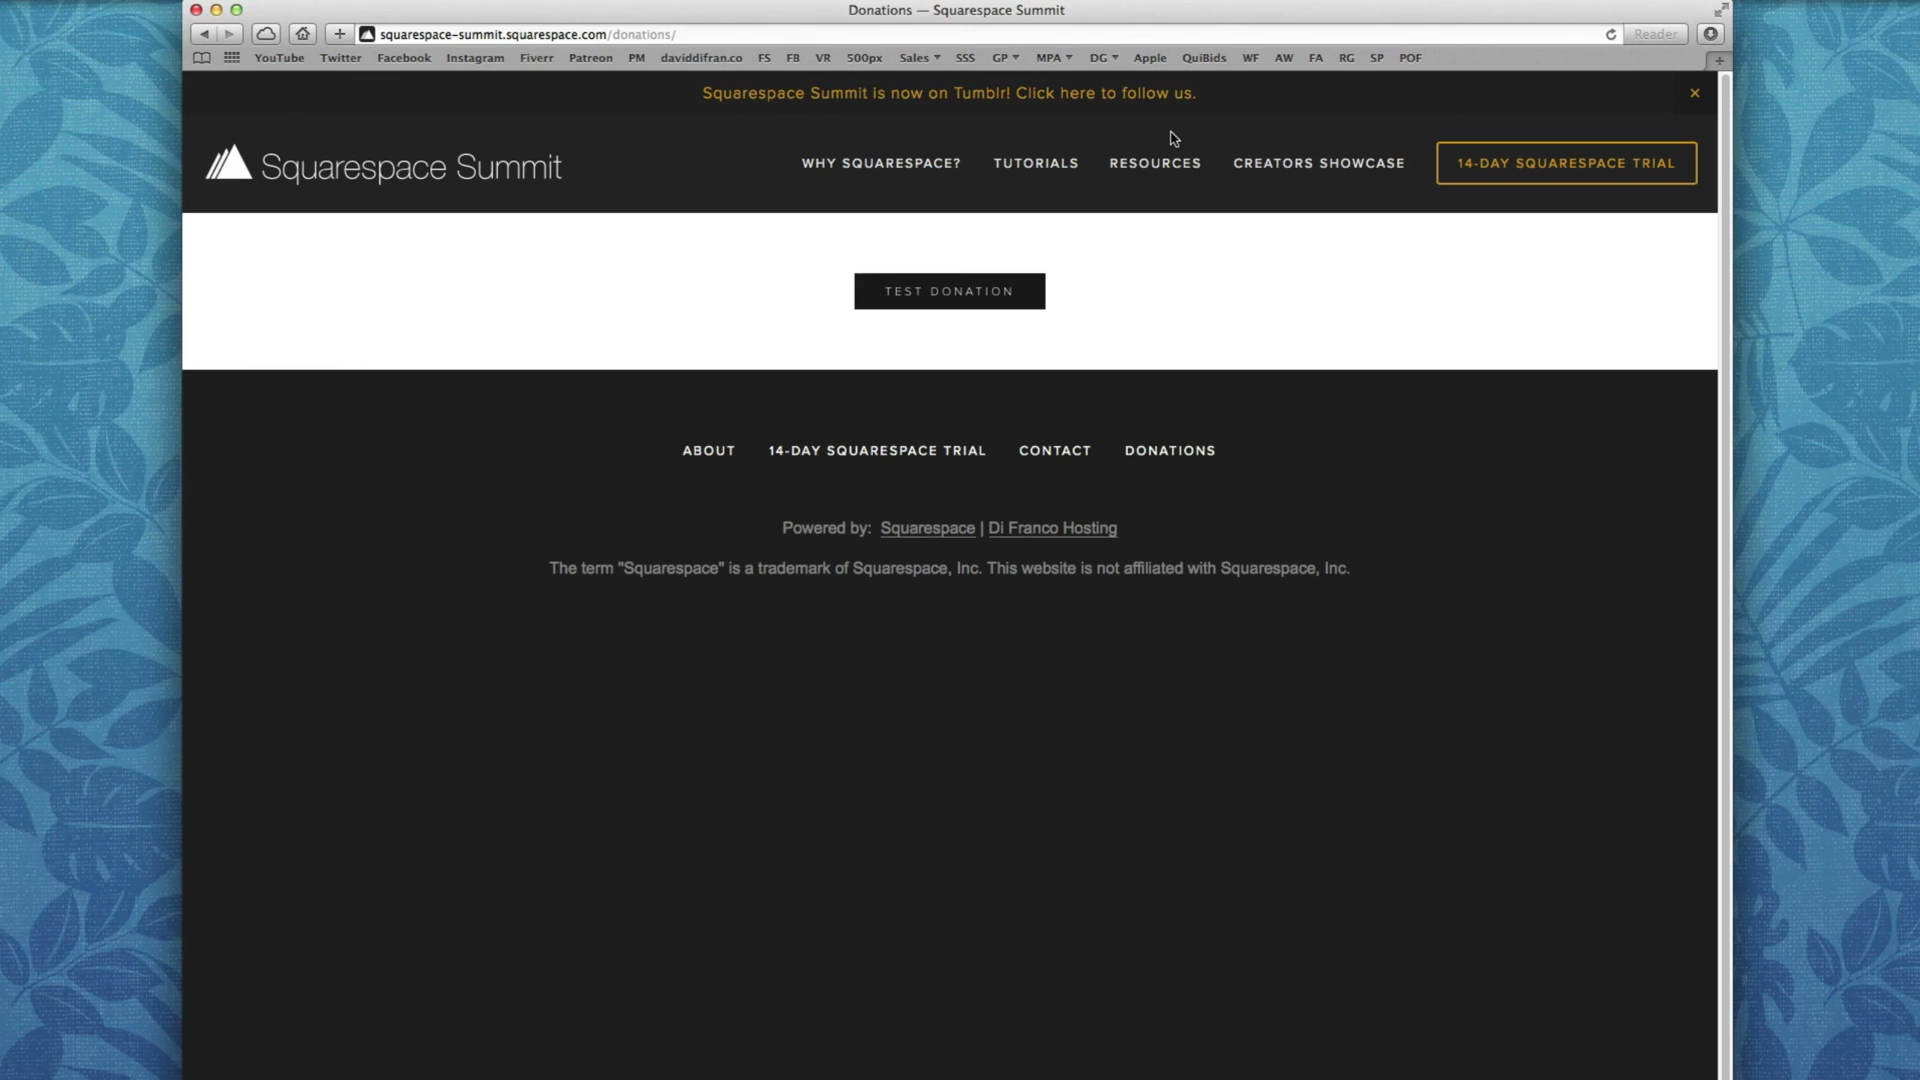 Donations — Squarespace Summit
squarespace-summit.squarespace.com/donations/
Reader
YouTube Twitter Facebook Instagram Fiverr Patreon PM daviddifran.co FS FB VR 500px Sales SSS GP MPA DG Apple QuiBids WF AW FA RG SP POF
Squarespace Summit is now on Tumblr! Click here to follow us.
Squarespace Summit
WHY SQUARESPACE? TUTORIALS RESOURCES CREATORS SHOWCASE 14-DAY SQUARESPACE TRIAL
TEST DONATION
ABOUT 14-DAY SQUARESPACE TRIAL CONTACT DONATIONS
Powered by: Squarespace | Di Franco Hosting
The term "Squarespace" is a trademark of Squarespace, Inc. This website is not affiliated with Squarespace, Inc.